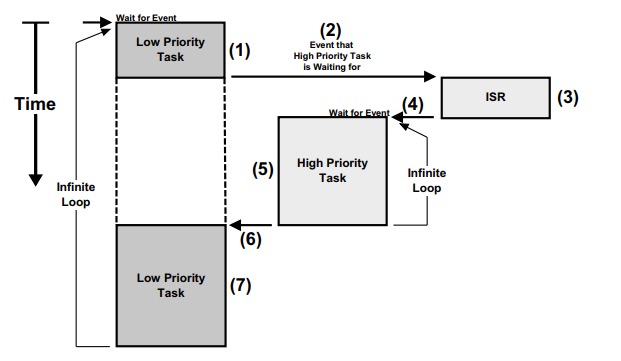 Wait for Event
Low Priority
Task
(1)
(2)
Event that
High Priority Task
is Waiting for
Time
ISR
(3)
Wait for Event
(4)
High Priority
Task
(5)
Infinite
Loop
Infinite
Loop
(6)
Low Priority
Task
(7)